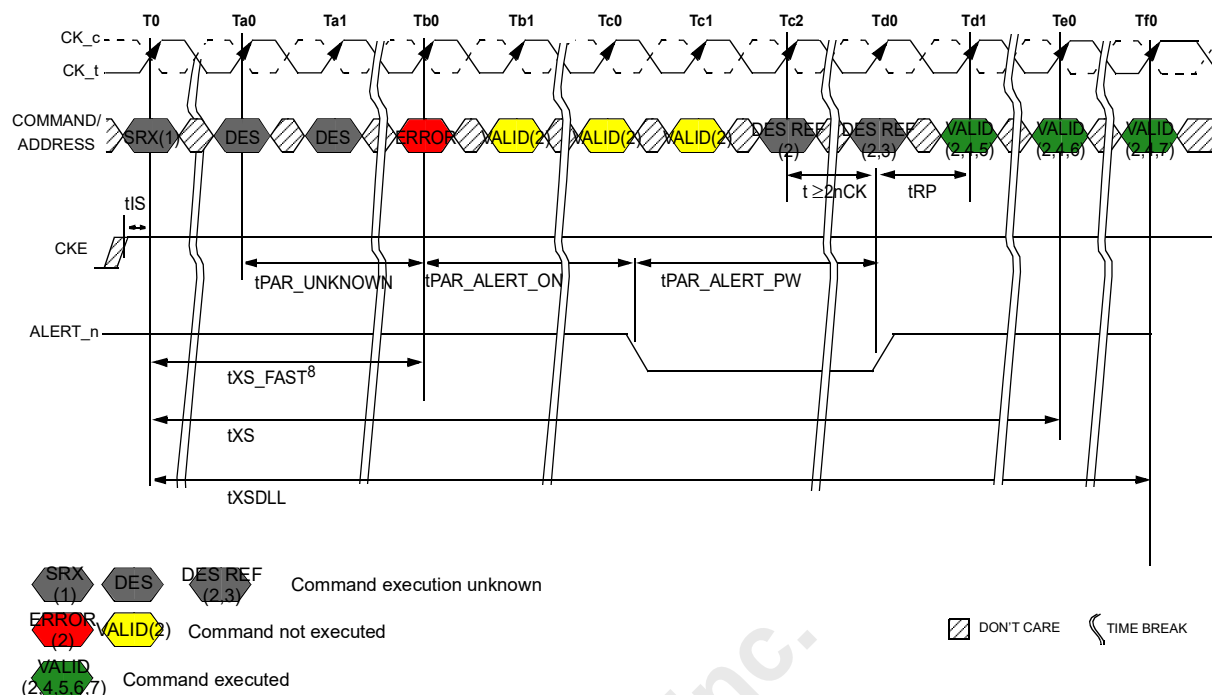 T0 Ta0 Ta1 Tb0 Tb1 Tc0 Tc1 Tc2 Td0 Td1 Te0 Tf0
CK_c
CK_t
COMMAND/
ADDRESS
SRX(1) DES DES ERROR VALID(2) VALID(2) VALID(2) DES REF (2) DES REF (2,3) VALID (2,4,5) VALID (2,4,6) VALID (2,4,7)
t ≥2nCK tRP
tIS
CKE
tPAR_UNKNOWN tPAR_ALERT_ON tPAR_ALERT_PW
ALERT_n
tXS_FAST8
tXS
tXSDLL
SRX (1) DES DES REF (2,3) Command execution unknown
ERROR (2) VALID(2) Command not executed
VALID (2,4,5,6,7) Command executed
DON'T CARE TIME BREAK
Inc.